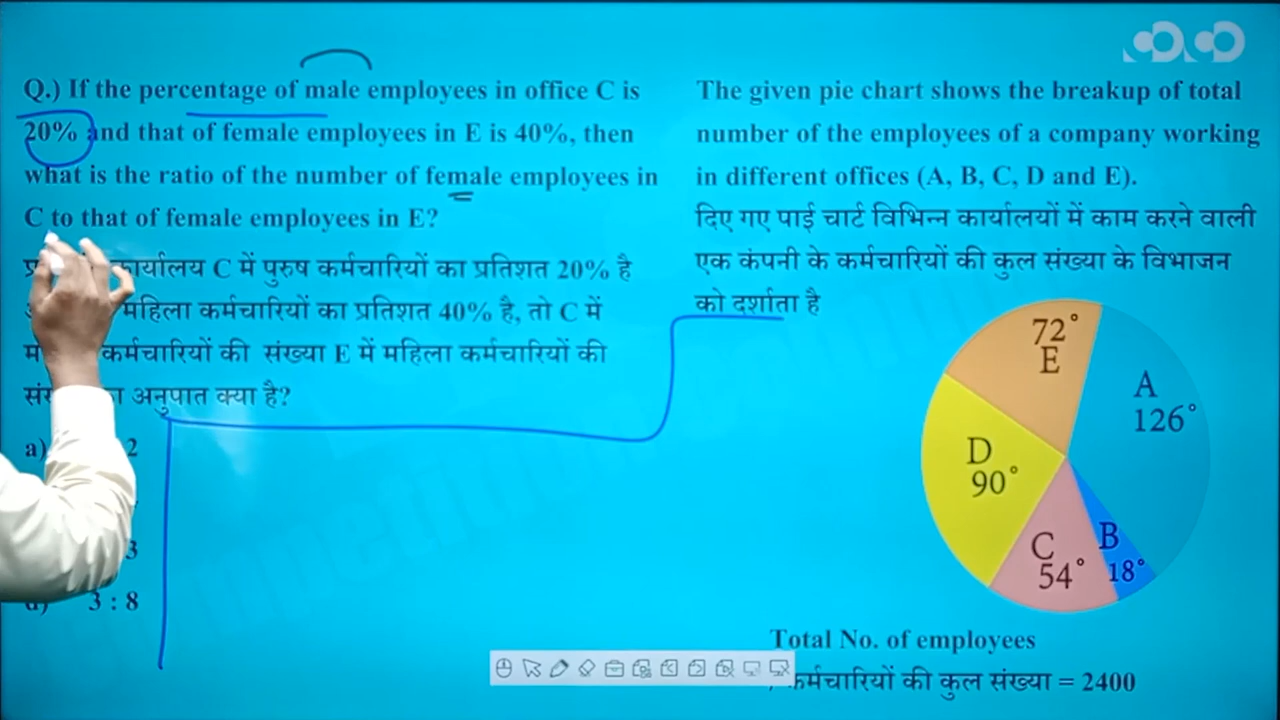 Q.) If the percentage of male employees in office C is
20% and that of female employees in E is 40%, then
what is the ratio of the number of female employees in
C to that of female employees in E?
कार्यालय C में पुरुष कर्मचारियों का प्रतिशत 20% है
महिला कर्मचारियों का प्रतिशत 40% है, तो C में
कर्मचारियों की संख्या E में महिला कर्मचारियों की
अनुपात क्या है?
a) 2
3
d) 3 : 8
The given pie chart shows the breakup of total
number of the employees of a company working
in different offices (A, B, C, D and E).
दिए गए पाई चार्ट विभिन्न कार्यालयों में काम करने वाली
एक कंपनी के कर्मचारियों की कुल संख्या के विभाजन
को दर्शाता है
72°
E
A
126°
D
90°
C
54°
B
18°
Total No. of employees
कर्मचारियों की कुल संख्या = 2400